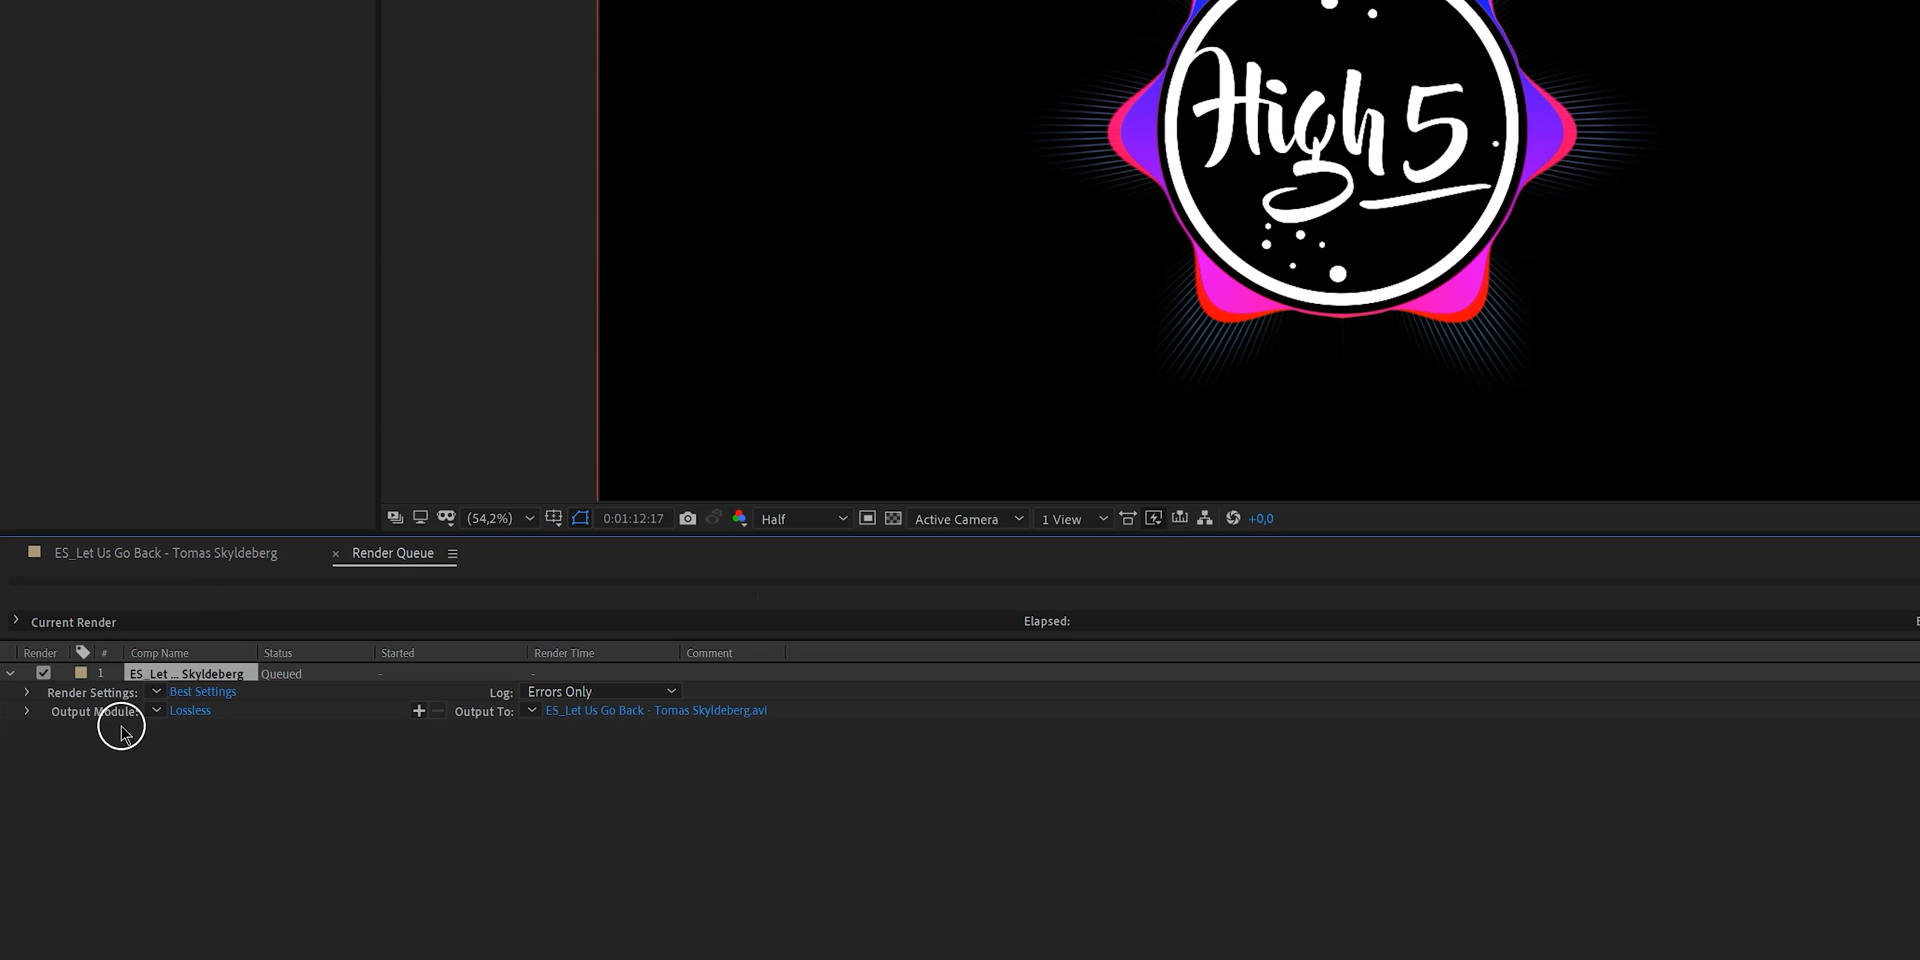 High 5
(54,2%) 0:01:12:17 Half Active Camera 1 View +0,0
ES_Let Us Go Back - Tomas Skyldeberg × Render Queue
Current Render Elapsed: E
Render # Comp Name Status Started Render Time Comment
1 ES_Let ... Skyldeberg Queued - -
Render Settings: Best Settings Log: Errors Only
Output Module: Lossless Output To: ES_Let Us Go Back - Tomas Skyldeberg.avi